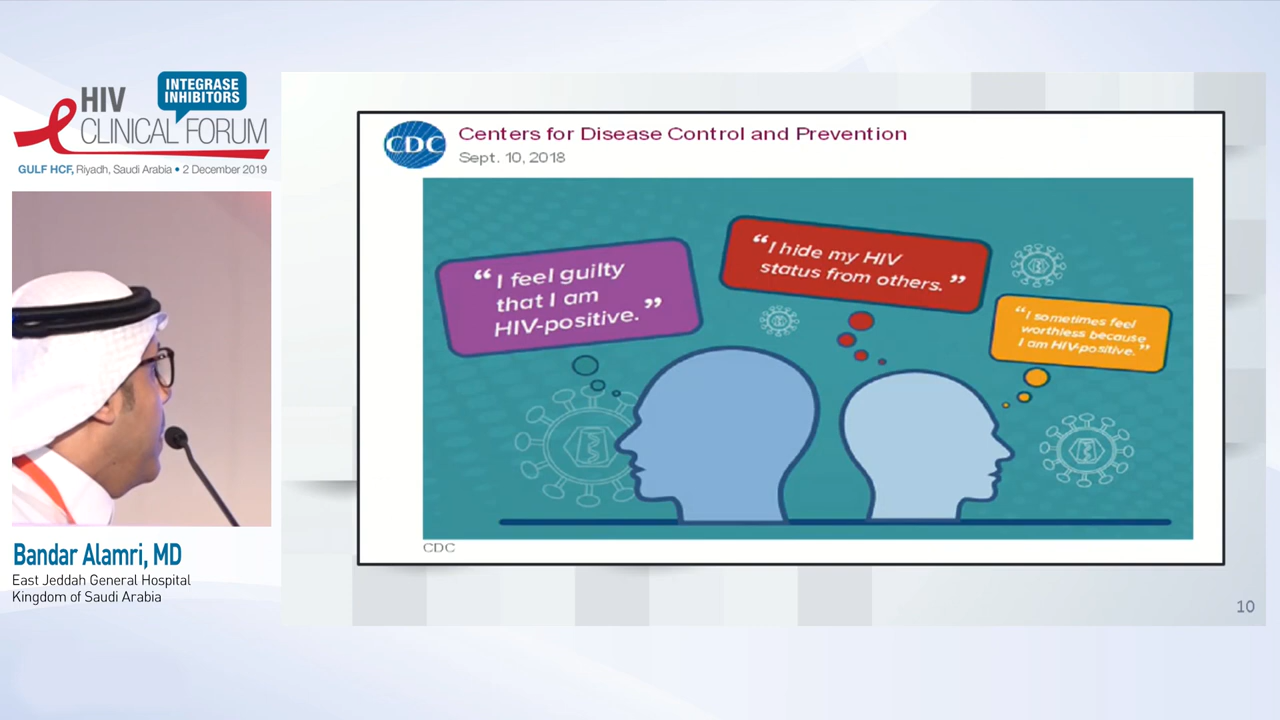 HIV
INTEGRASE
INHIBITORS
CLINICAL FORUM
GULF HCF, Riyadh, Saudi Arabia • 2 December 2019
Bandar Alamri, MD
East Jeddah General Hospital
Kingdom of Saudi Arabia
CDC
Centers for Disease Control and Prevention
Sept. 10, 2018
“I feel guilty
that I am
HIV-positive.”
“I hide my HIV
status from others.”
“I sometimes feel
worthless because
I am HIV-positive.”
CDC
10